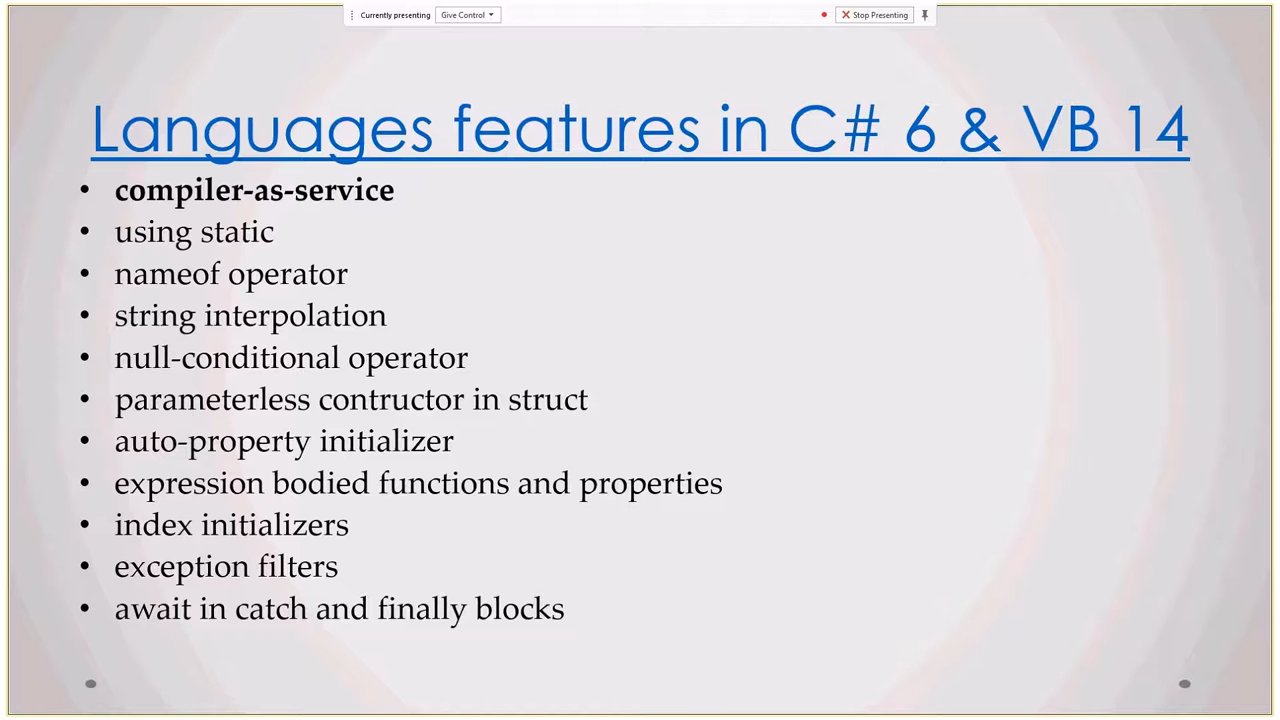 Currently presenting Give Control Stop Presenting
Languages features in C# 6 & VB 14
• compiler-as-service
• using static
• nameof operator
• string interpolation
• null-conditional operator
• parameterless contructor in struct
• auto-property initializer
• expression bodied functions and properties
• index initializers
• exception filters
• await in catch and finally blocks